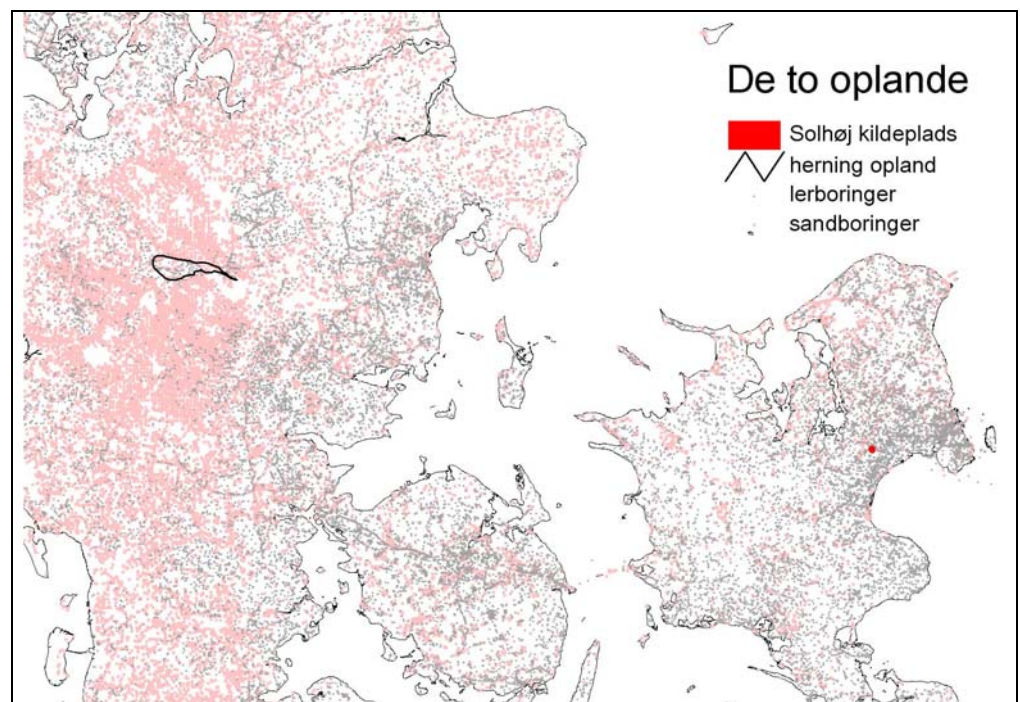 De to oplande
Solhøj kildeplads
herning opland
lerboringer
sandboringer